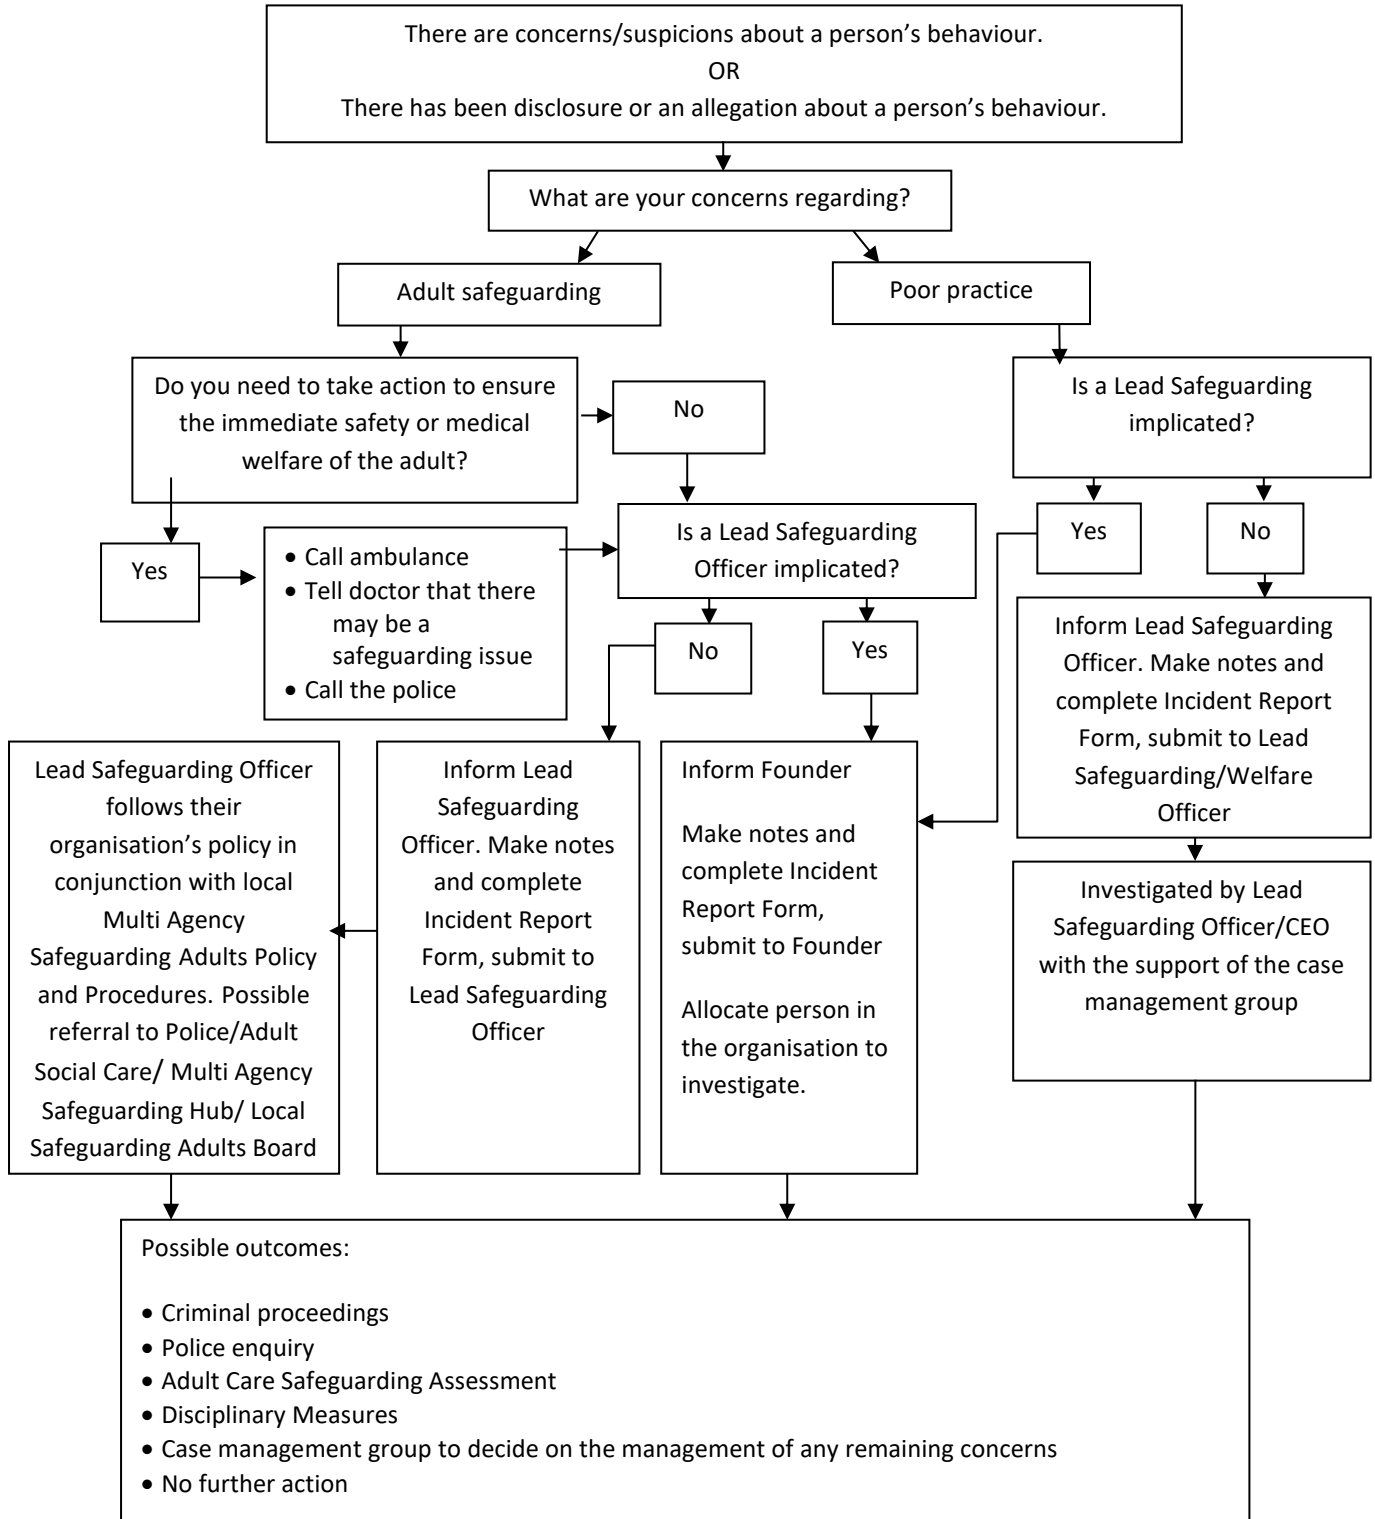 There are concerns/suspicions about a person’s behaviour.
OR
There has been disclosure or an allegation about a person’s behaviour.
What are your concerns regarding?
Adult safeguarding
Poor practice
Do you need to take action to ensure
the immediate safety or medical
welfare of the adult?
No
Is a Lead Safeguarding
implicated?
Yes
No
Yes
• Call ambulance
• Tell doctor that there
may be a
safeguarding issue
• Call the police
Is a Lead Safeguarding
Officer implicated?
No
Yes
Inform Lead Safeguarding
Officer. Make notes and
complete Incident Report
Form, submit to Lead
Safeguarding/Welfare
Officer
Lead Safeguarding Officer
follows their
organisation’s policy in
conjunction with local
Multi Agency
Safeguarding Adults Policy
and Procedures. Possible
referral to Police/Adult
Social Care/ Multi Agency
Safeguarding Hub/ Local
Safeguarding Adults Board
Inform Lead
Safeguarding
Officer. Make notes
and complete
Incident Report
Form, submit to
Lead Safeguarding
Officer
Inform Founder
Make notes and
complete Incident
Report Form,
submit to Founder
Allocate person in
the organisation to
investigate.
Investigated by Lead
Safeguarding Officer/CEO
with the support of the case
management group
Possible outcomes:
• Criminal proceedings
• Police enquiry
• Adult Care Safeguarding Assessment
• Disciplinary Measures
• Case management group to decide on the management of any remaining concerns
• No further action